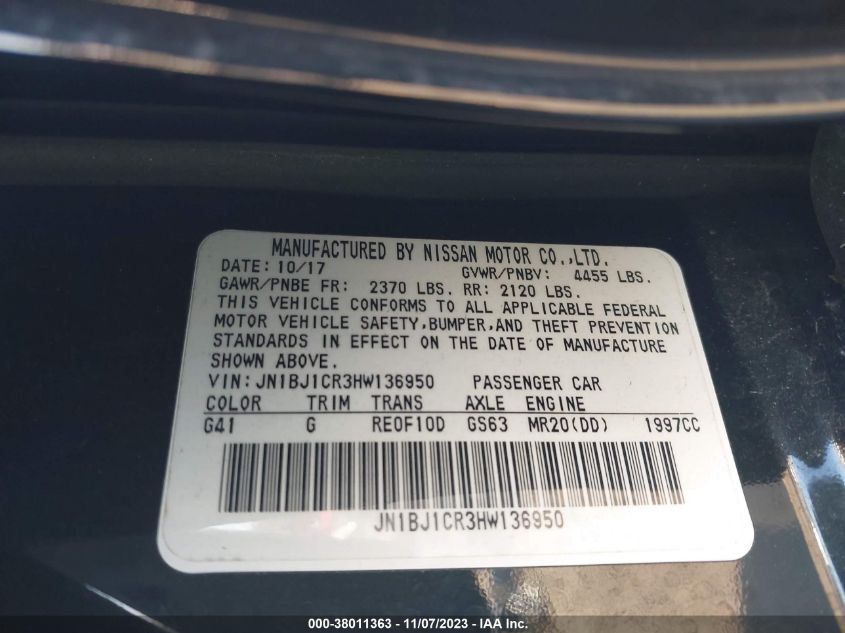 MANUFACTURED BY NISSAN MOTOR CO.,LTD.
DATE: 10/17 GVWR/PNBV: 4455 LBS.
GAWR/PNBE FR: 2370 LBS. RR: 2120 LBS.
THIS VEHICLE CONFORMS TO ALL APPLICABLE FEDERAL
MOTOR VEHICLE SAFETY,BUMPER,AND THEFT PREVENTION
STANDARDS IN EFFECT ON THE DATE OF MANUFACTURE
SHOWN ABOVE.
VIN:JN1BJ1CR3HW136950 PASSENGER CAR
COLOR TRIM TRANS AXLE ENGINE
G41 G RE0F10D GS63 MR20(DD) 1997CC
JN1BJ1CR3HW136950
000-38011363 - 11/07/2023 - IAA Inc.